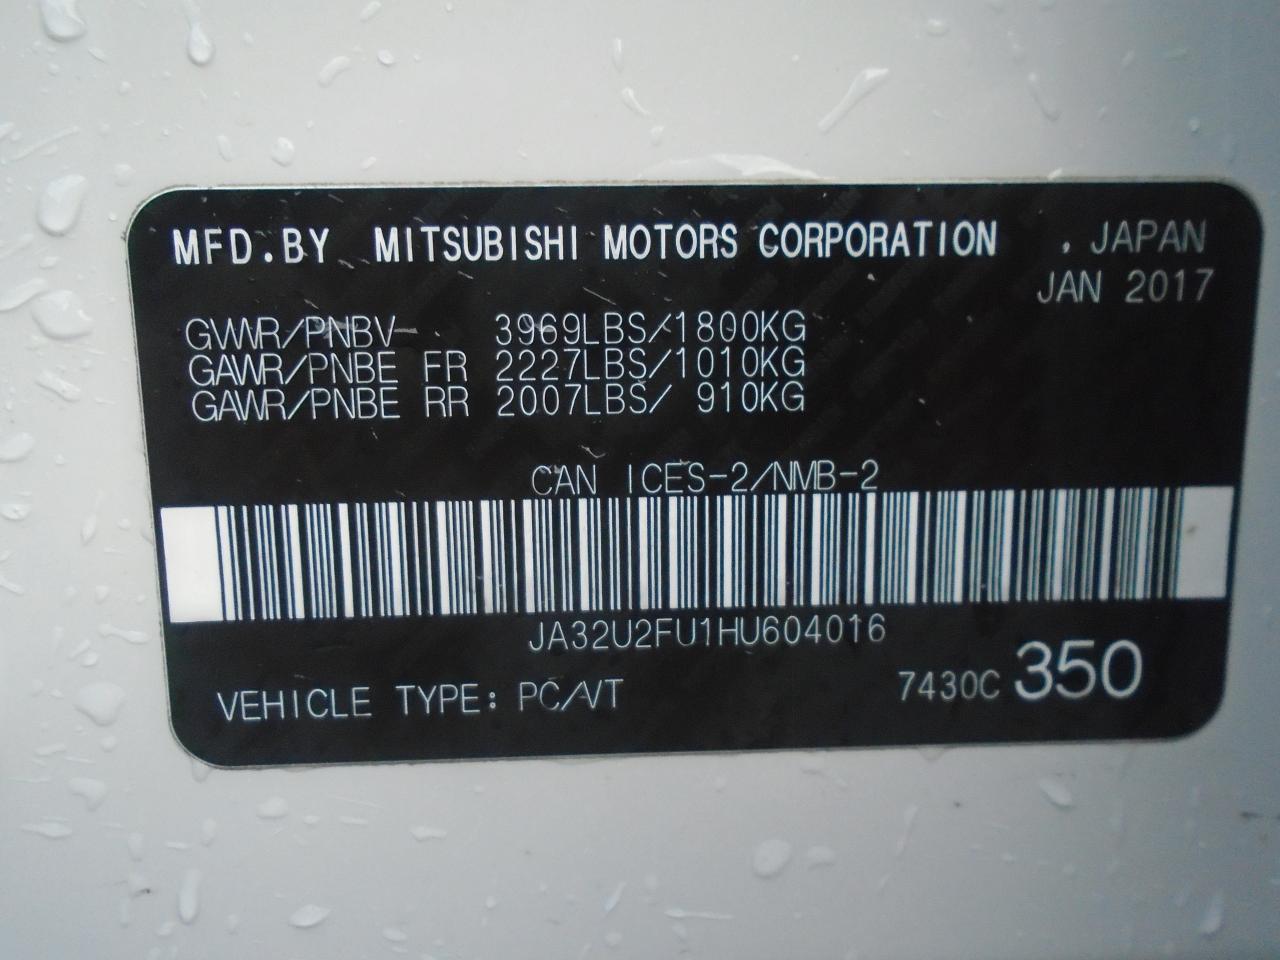 MFD.BY MITSUBISHI MOTORS CORPORATION , JAPAN
JAN 2017
GVWR/PNBV 3969LBS/1800KG
GAWR/PNBE FR 2227LBS/1010KG
GAWR/PNBE RR 2007LBS/ 910KG
CAN ICES-2/NMB-2
JA32U2FU1HU604016
7430C 350
VEHICLE TYPE: PC/VT